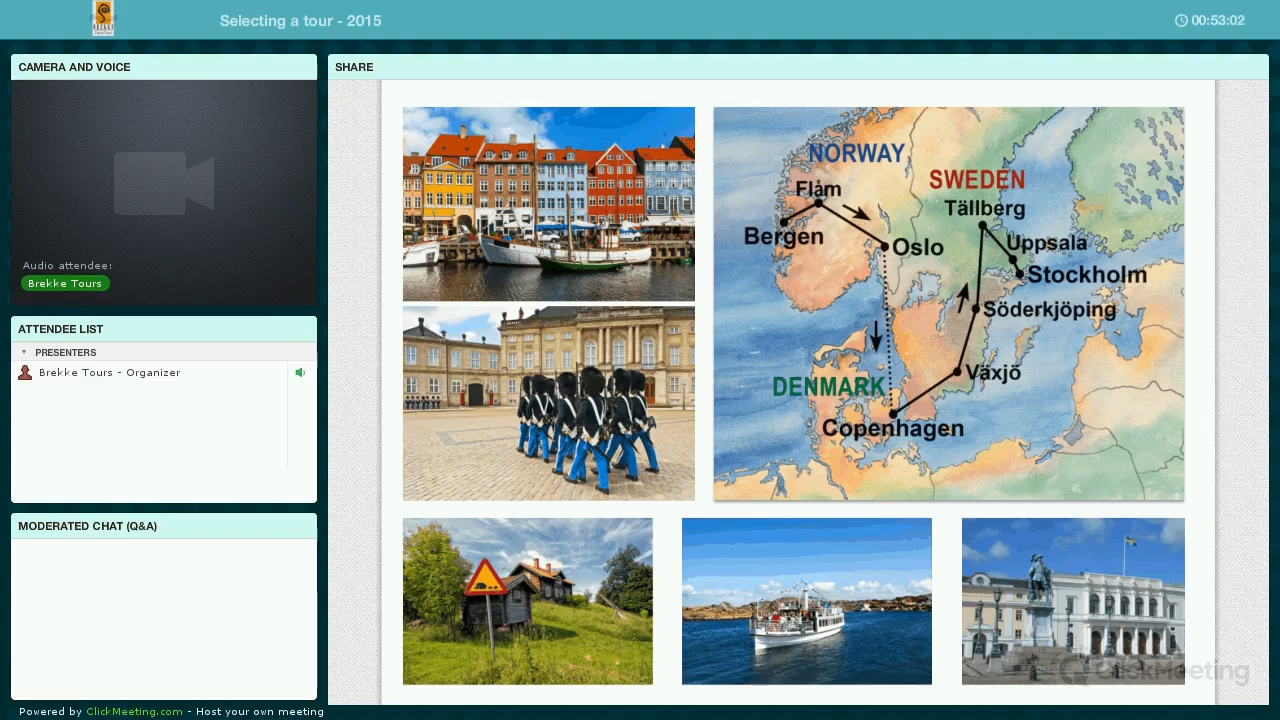 Selecting a tour - 2015
00:53:02
CAMERA AND VOICE
Audio attendee:
Brekke Tours
ATTENDEE LIST
PRESENTERS
Brekke Tours - Organizer
MODERATED CHAT (Q&A)
Powered by ClickMeeting.com - Host your own meeting
SHARE
NORWAY
SWEDEN
Flåm
Tällberg
Bergen
Oslo
Uppsala
Stockholm
Söderkjöping
Växjö
DENMARK
Copenhagen
ClickMeeting